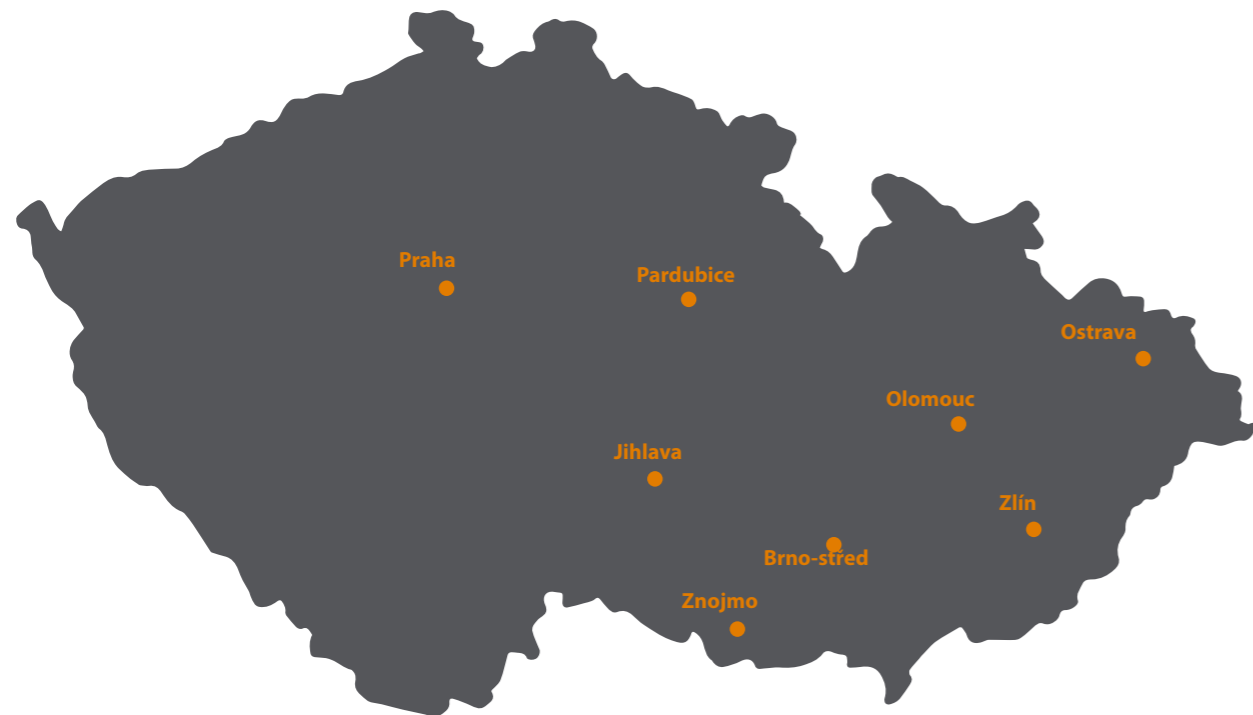 Praha
Pardubice
Ostrava
Olomouc
Jihlava
Zlín
Brno-střed
Znojmo